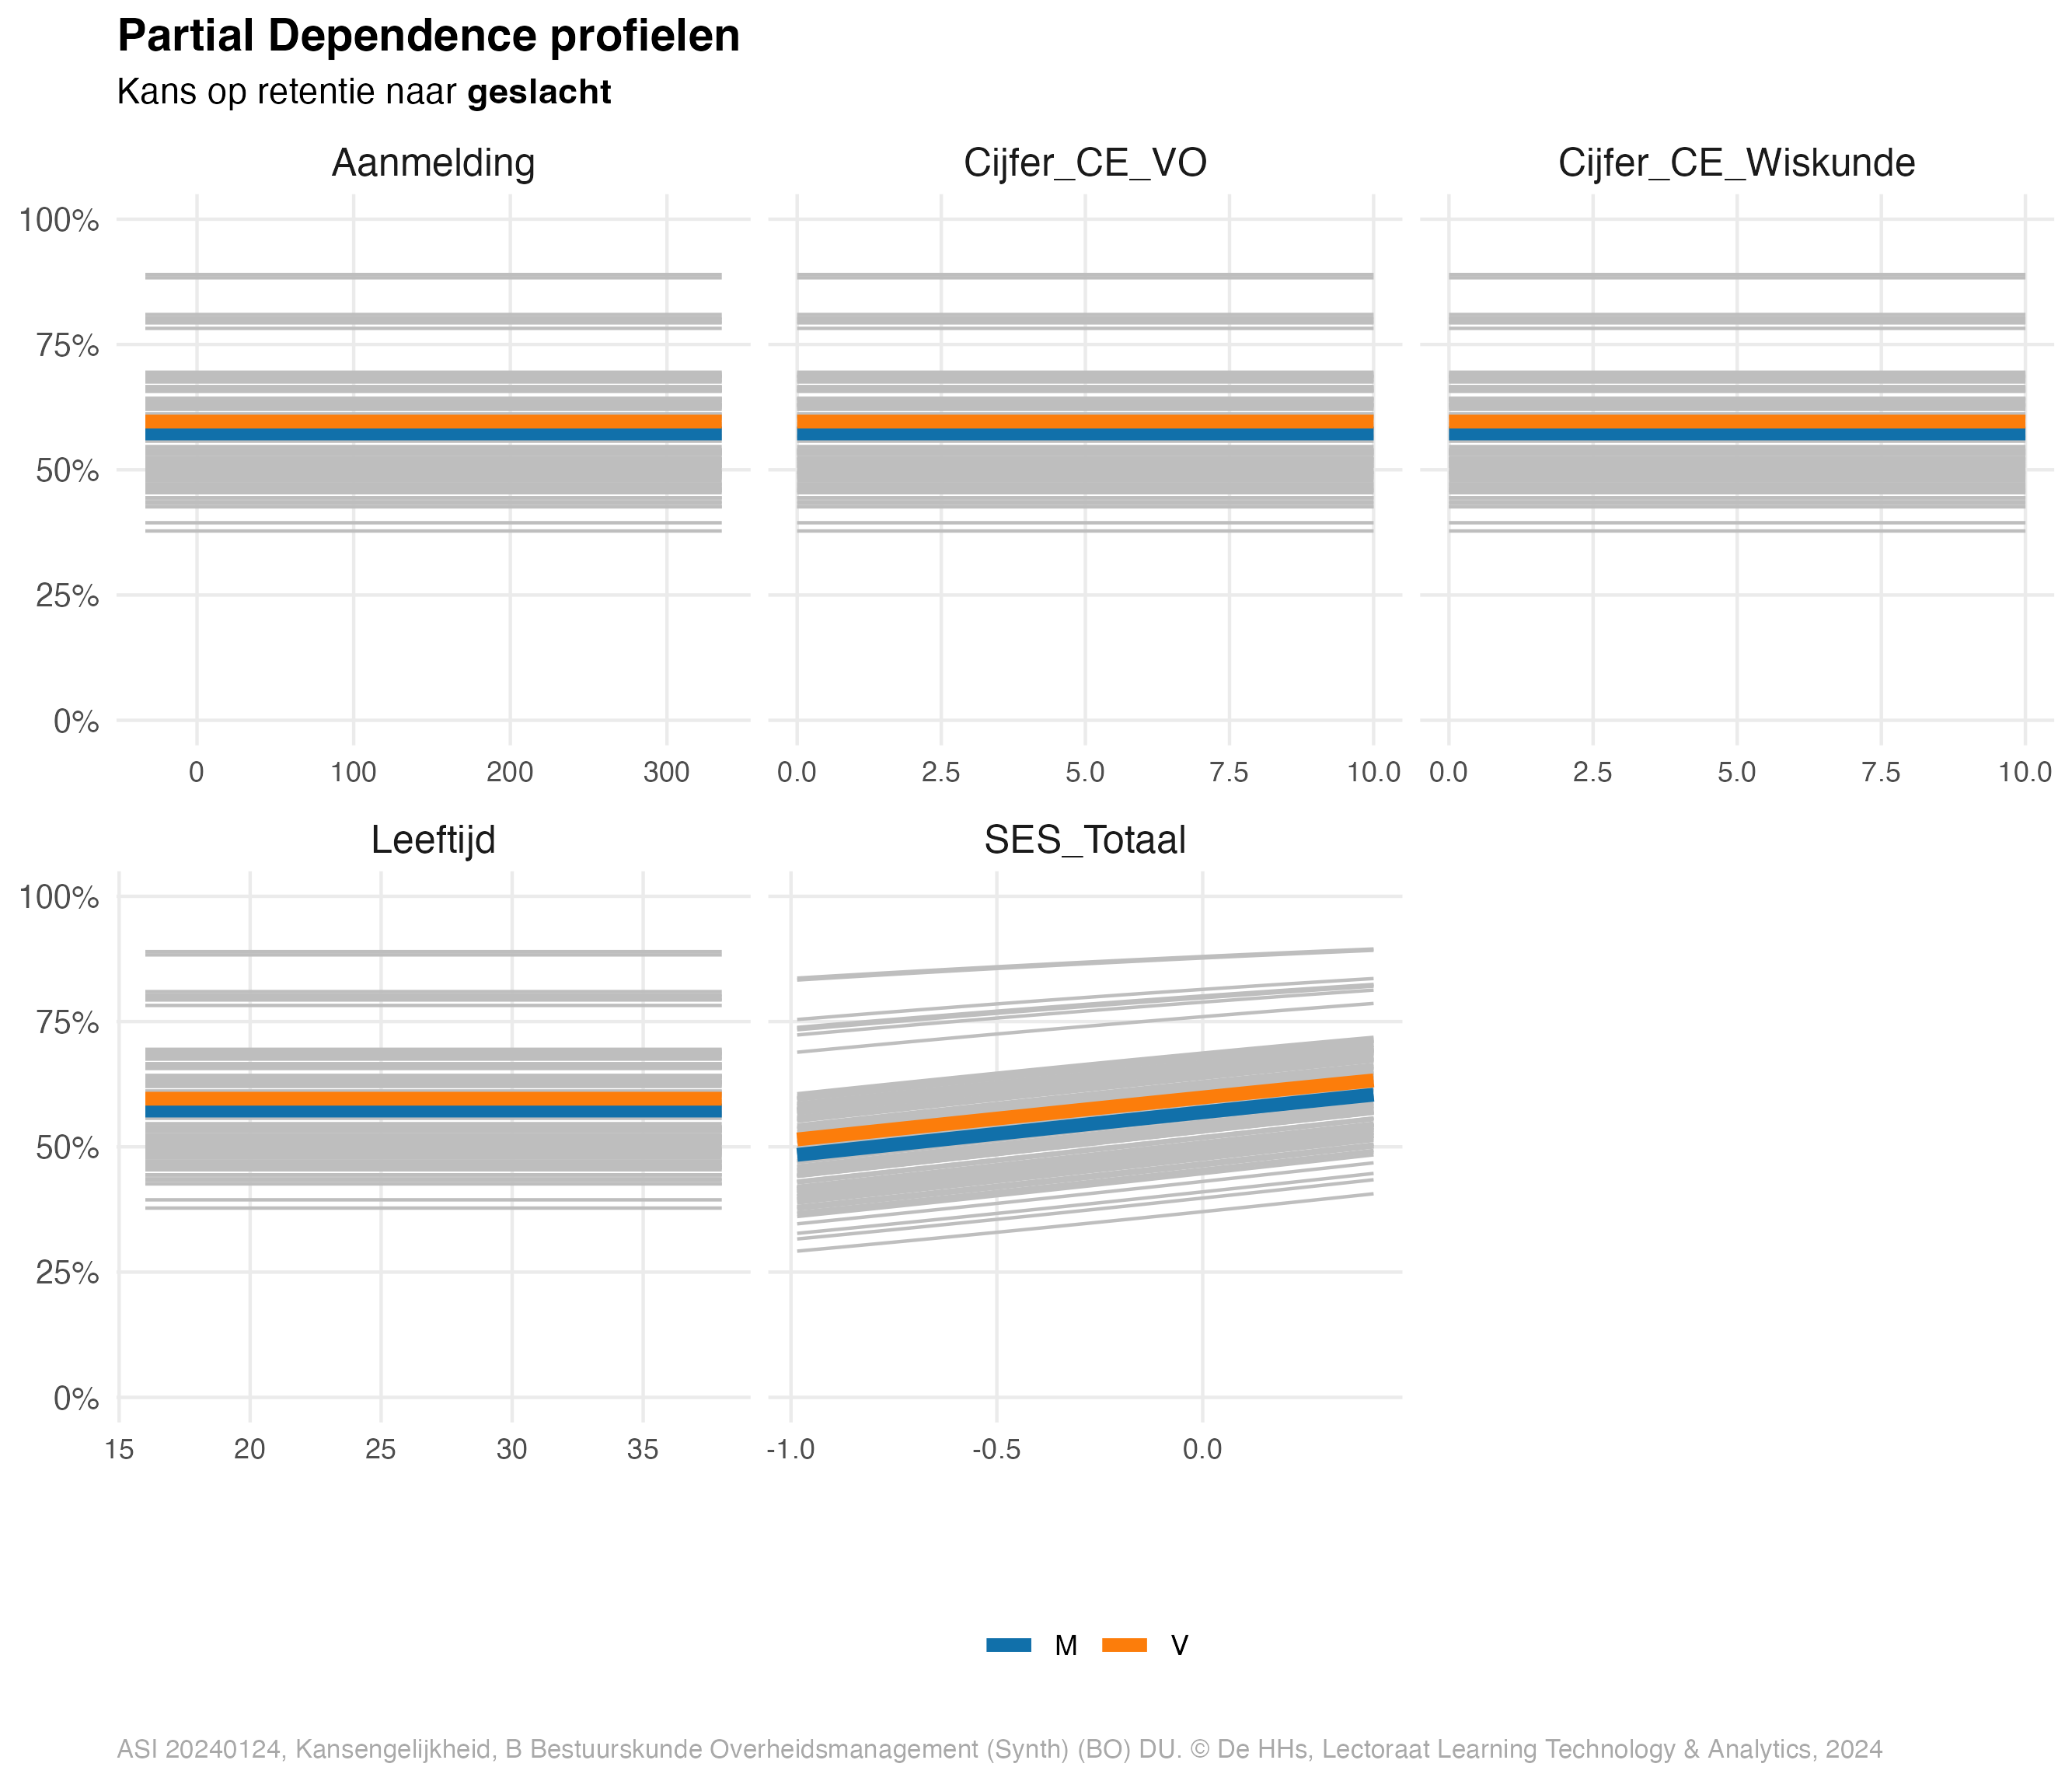 Partial Dependence profielen
Kans op retentie naar geslacht
Aanmelding Cijfer_CE_VO Cijfer_CE_Wiskunde
100%
75%
50%
25%
0%
0 100 200 300 0.0 2.5 5.0 7.5 10.0 0.0 2.5 5.0 7.5 10.0
Leeftijd SES_Totaal
100%
75%
50%
25%
0%
15 20 25 30 35 -1.0 -0.5 0.0
M V
ASI 20240124, Kansengelijkheid, B Bestuurskunde Overheidsmanagement (Synth) (BO) DU. © De HHs, Lectoraat Learning Technology & Analytics, 2024